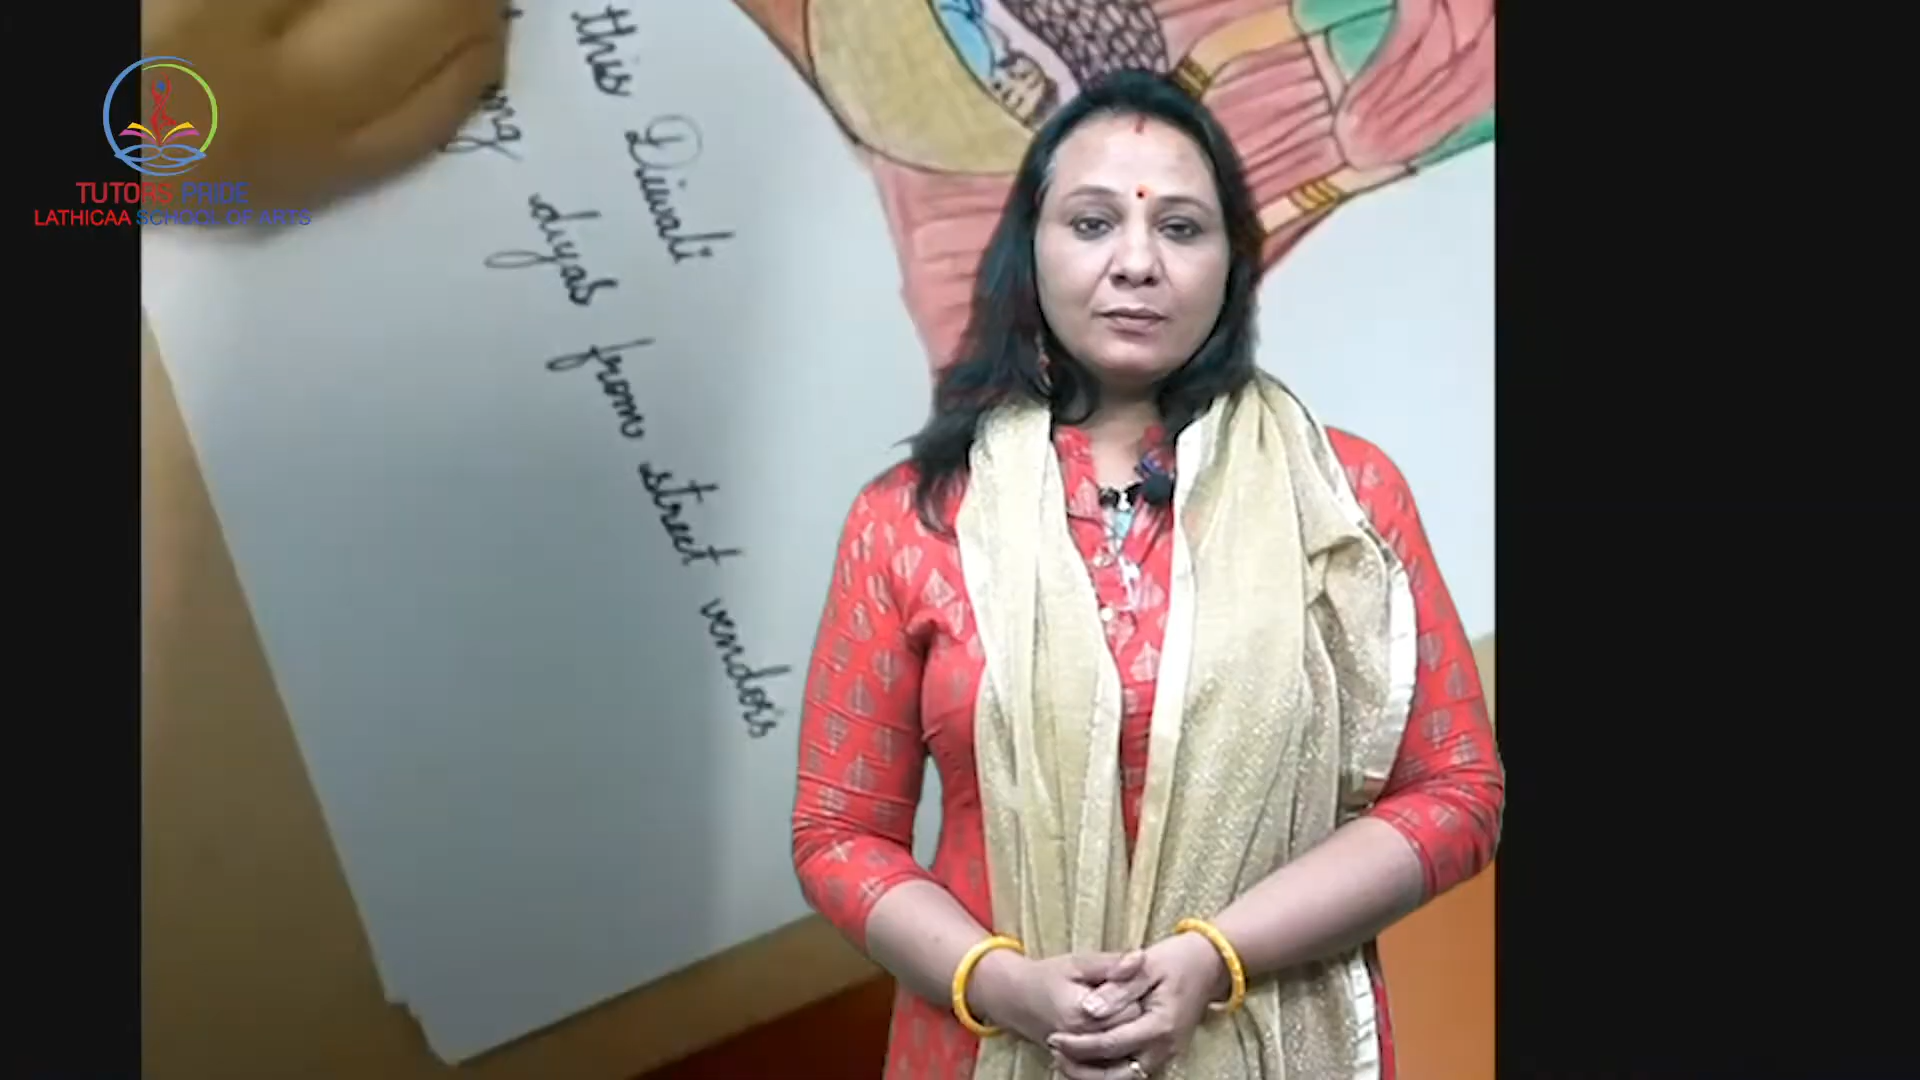 TUTORS PRIDE
LATHICAA SCHOOL OF ARTS
this Diwali
diyas from street vendors